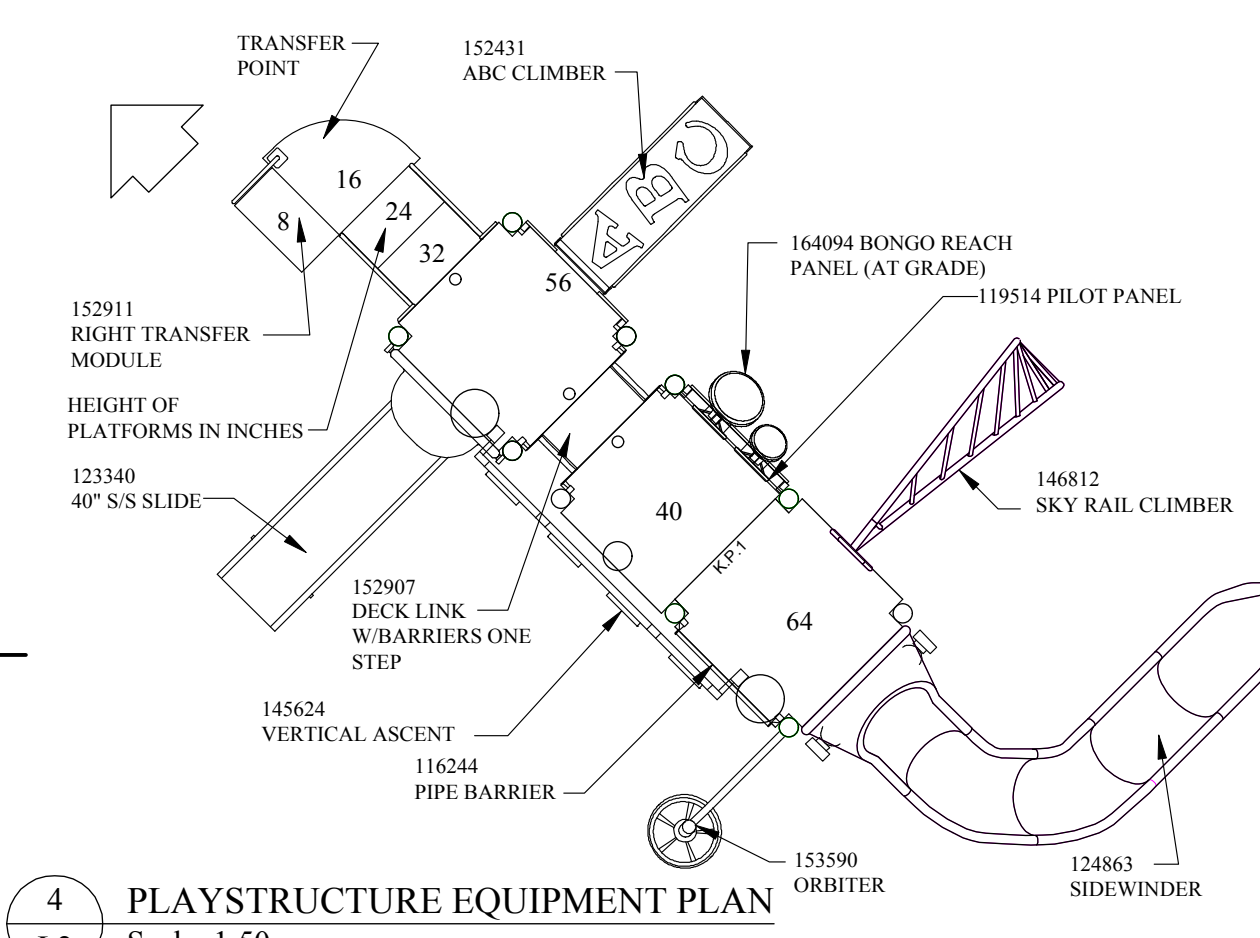 TRANSFER
POINT
152431
ABC CLIMBER
ABC
16
8
24
32
56
164094 BONGO REACH
PANEL (AT GRADE)
119514 PILOT PANEL
152911
RIGHT TRANSFER
MODULE
HEIGHT OF
PLATFORMS IN INCHES
123340
40" S/S SLIDE
146812
SKY RAIL CLIMBER
40
K.P.1
64
152907
DECK LINK
W/BARRIERS ONE
STEP
145624
VERTICAL ASCENT
116244
PIPE BARRIER
153590
ORBITER
124863
SIDEWINDER
4
PLAYSTRUCTURE EQUIPMENT PLAN